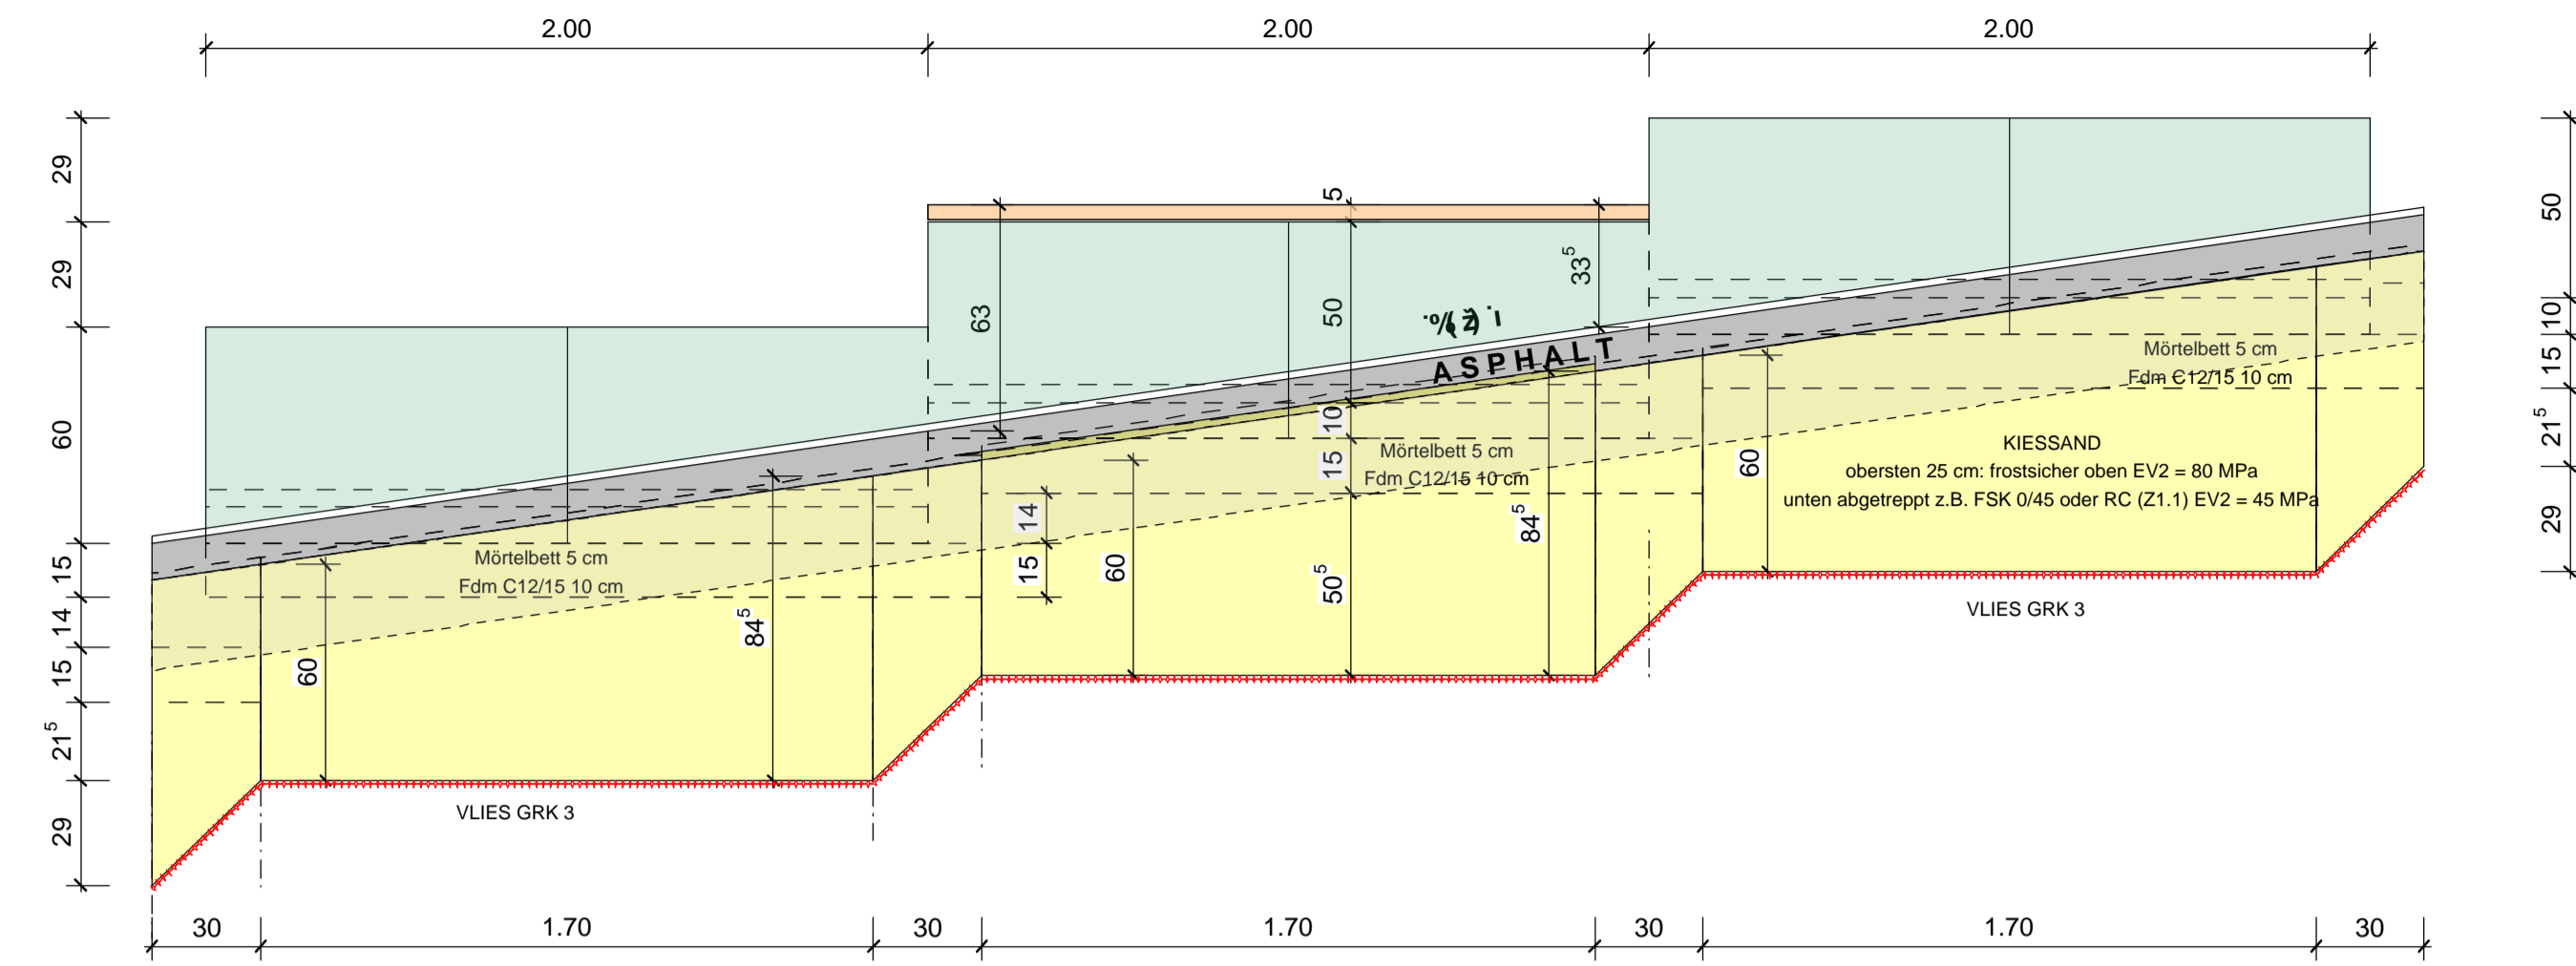 2.00 2.00 2.00
29
29
60
15
14
15
21⁵
29
5
63
50
33⁵
ASPHALT
10
15
14
15
60
84⁵
50⁵
60
84⁵
60
Mörtelbett 5 cm
Fdm C12/15 10 cm
Mörtelbett 5 cm
Fdm C12/15 10 cm
Mörtelbett 5 cm
Fdm C12/15 10 cm
KIESSAND
obersten 25 cm: frostsicher oben EV2 = 80 MPa
unten abgetreppt z.B. FSK 0/45 oder RC (Z1.1) EV2 = 45 MPa
VLIES GRK 3
VLIES GRK 3
50
10
15
21⁵
29
30 1.70 30 1.70 30 1.70 30